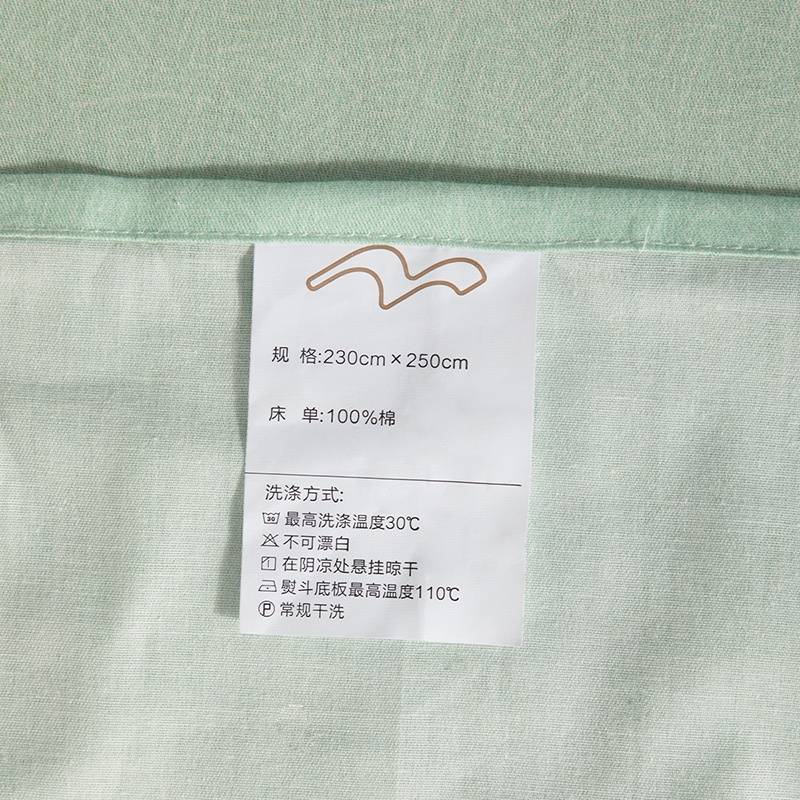 规 格:230cm×250cm
床 单:100%棉
洗涤方式:
30 最高洗涤温度30℃
不可漂白
在阴凉处悬挂晾干
熨斗底板最高温度110℃
Ⓟ常规干洗